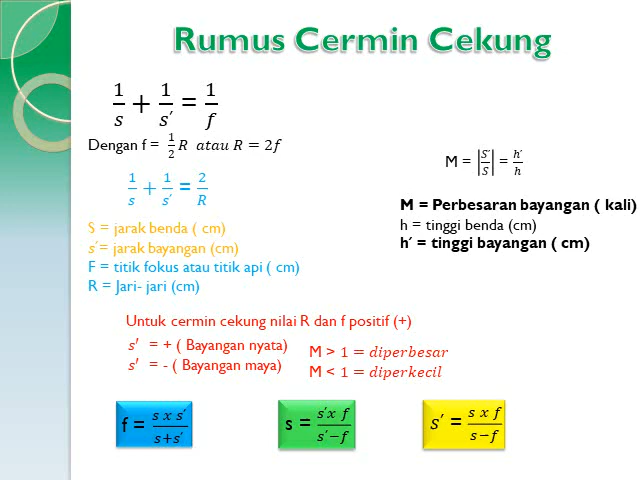 Rumus Cermin Cekung
1/s + 1/s′ = 1/f
Dengan f = 1/2 R atau R = 2f
1/s + 1/s′ = 2/R
S = jarak benda ( cm)
s′= jarak bayangan (cm)
F = titik fokus atau titik api ( cm)
R = Jari- jari (cm)
M = |S′/S| = h′/h
M = Perbesaran bayangan ( kali)
h = tinggi benda (cm)
h′ = tinggi bayangan ( cm)
Untuk cermin cekung nilai R dan f positif (+)
s′ = + ( Bayangan nyata)
s′ = - ( Bayangan maya)
M > 1 = diperbesar
M < 1 = diperkecil
f = s x s′/s+s′
s = s′x f/s′−f
s′ = s x f/s−f